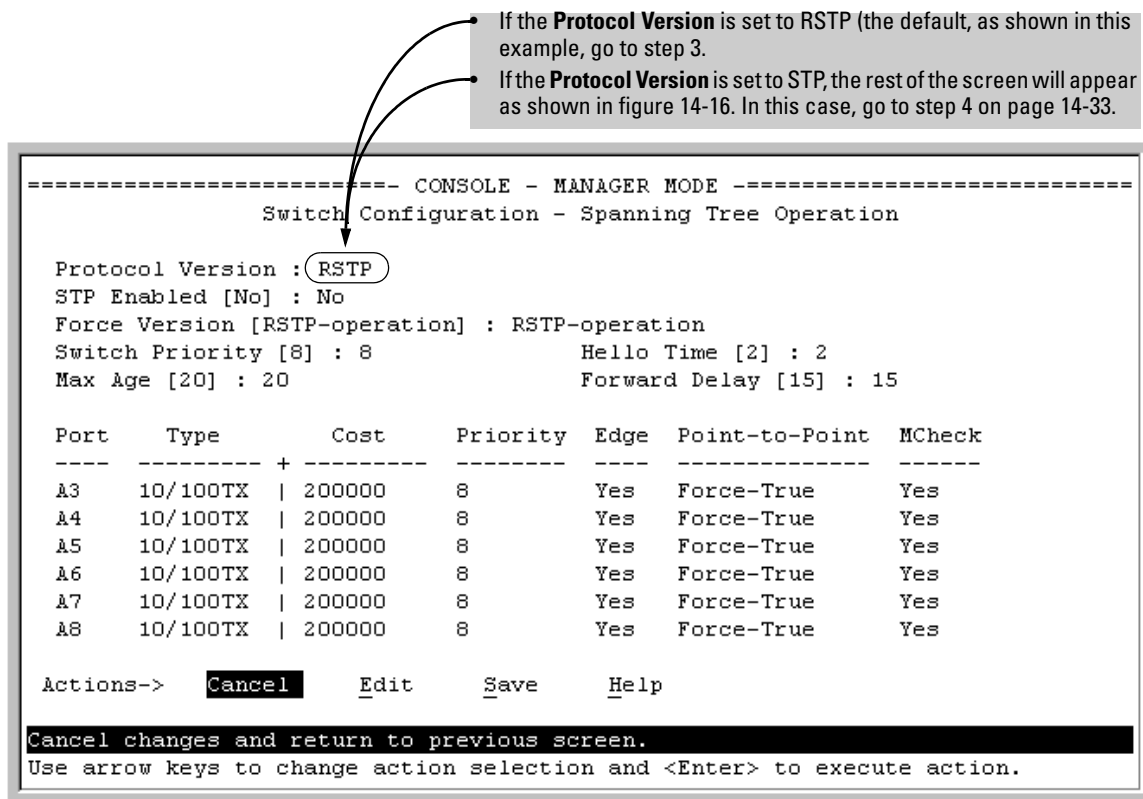 • If the Protocol Version is set to RSTP (the default, as shown in this
example, go to step 3.
• If the Protocol Version is set to STP, the rest of the screen will appear
as shown in figure 14-16. In this case, go to step 4 on page 14-33.
==========================- CONSOLE - MANAGER MODE -============================
Switch Configuration - Spanning Tree Operation
Protocol Version : RSTP
STP Enabled [No] : No
Force Version [RSTP-operation] : RSTP-operation
Switch Priority [8] : 8 Hello Time [2] : 2
Max Age [20] : 20 Forward Delay [15] : 15
Port Type Cost Priority Edge Point-to-Point MCheck
---- --------- + --------- -------- ---- -------------- ------
A3 10/100TX | 200000 8 Yes Force-True Yes
A4 10/100TX | 200000 8 Yes Force-True Yes
A5 10/100TX | 200000 8 Yes Force-True Yes
A6 10/100TX | 200000 8 Yes Force-True Yes
A7 10/100TX | 200000 8 Yes Force-True Yes
A8 10/100TX | 200000 8 Yes Force-True Yes
Actions-> Cancel Edit Save Help
Cancel changes and return to previous screen.
Use arrow keys to change action selection and <Enter> to execute action.